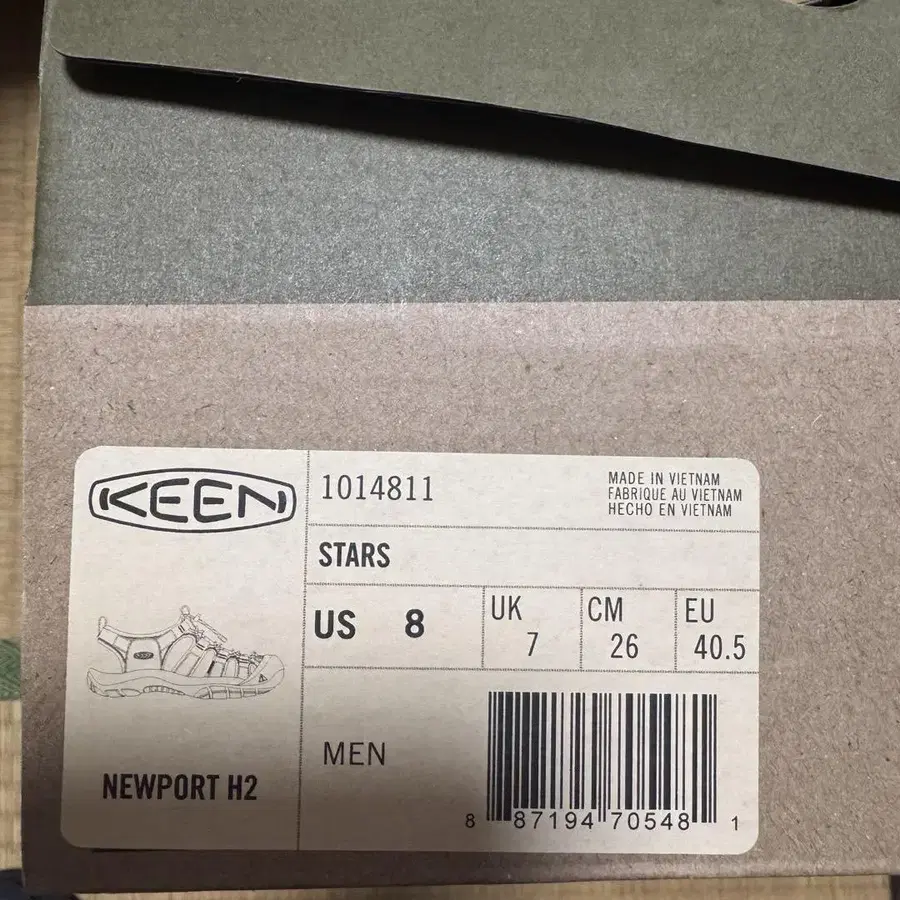 KEEN
1014811
MADE IN VIETNAM
FABRIQUE AU VIETNAM
HECHO EN VIETNAM
STARS
US 8
UK 7
CM 26
EU 40.5
MEN
NEWPORT H2
8 87194 70548 1